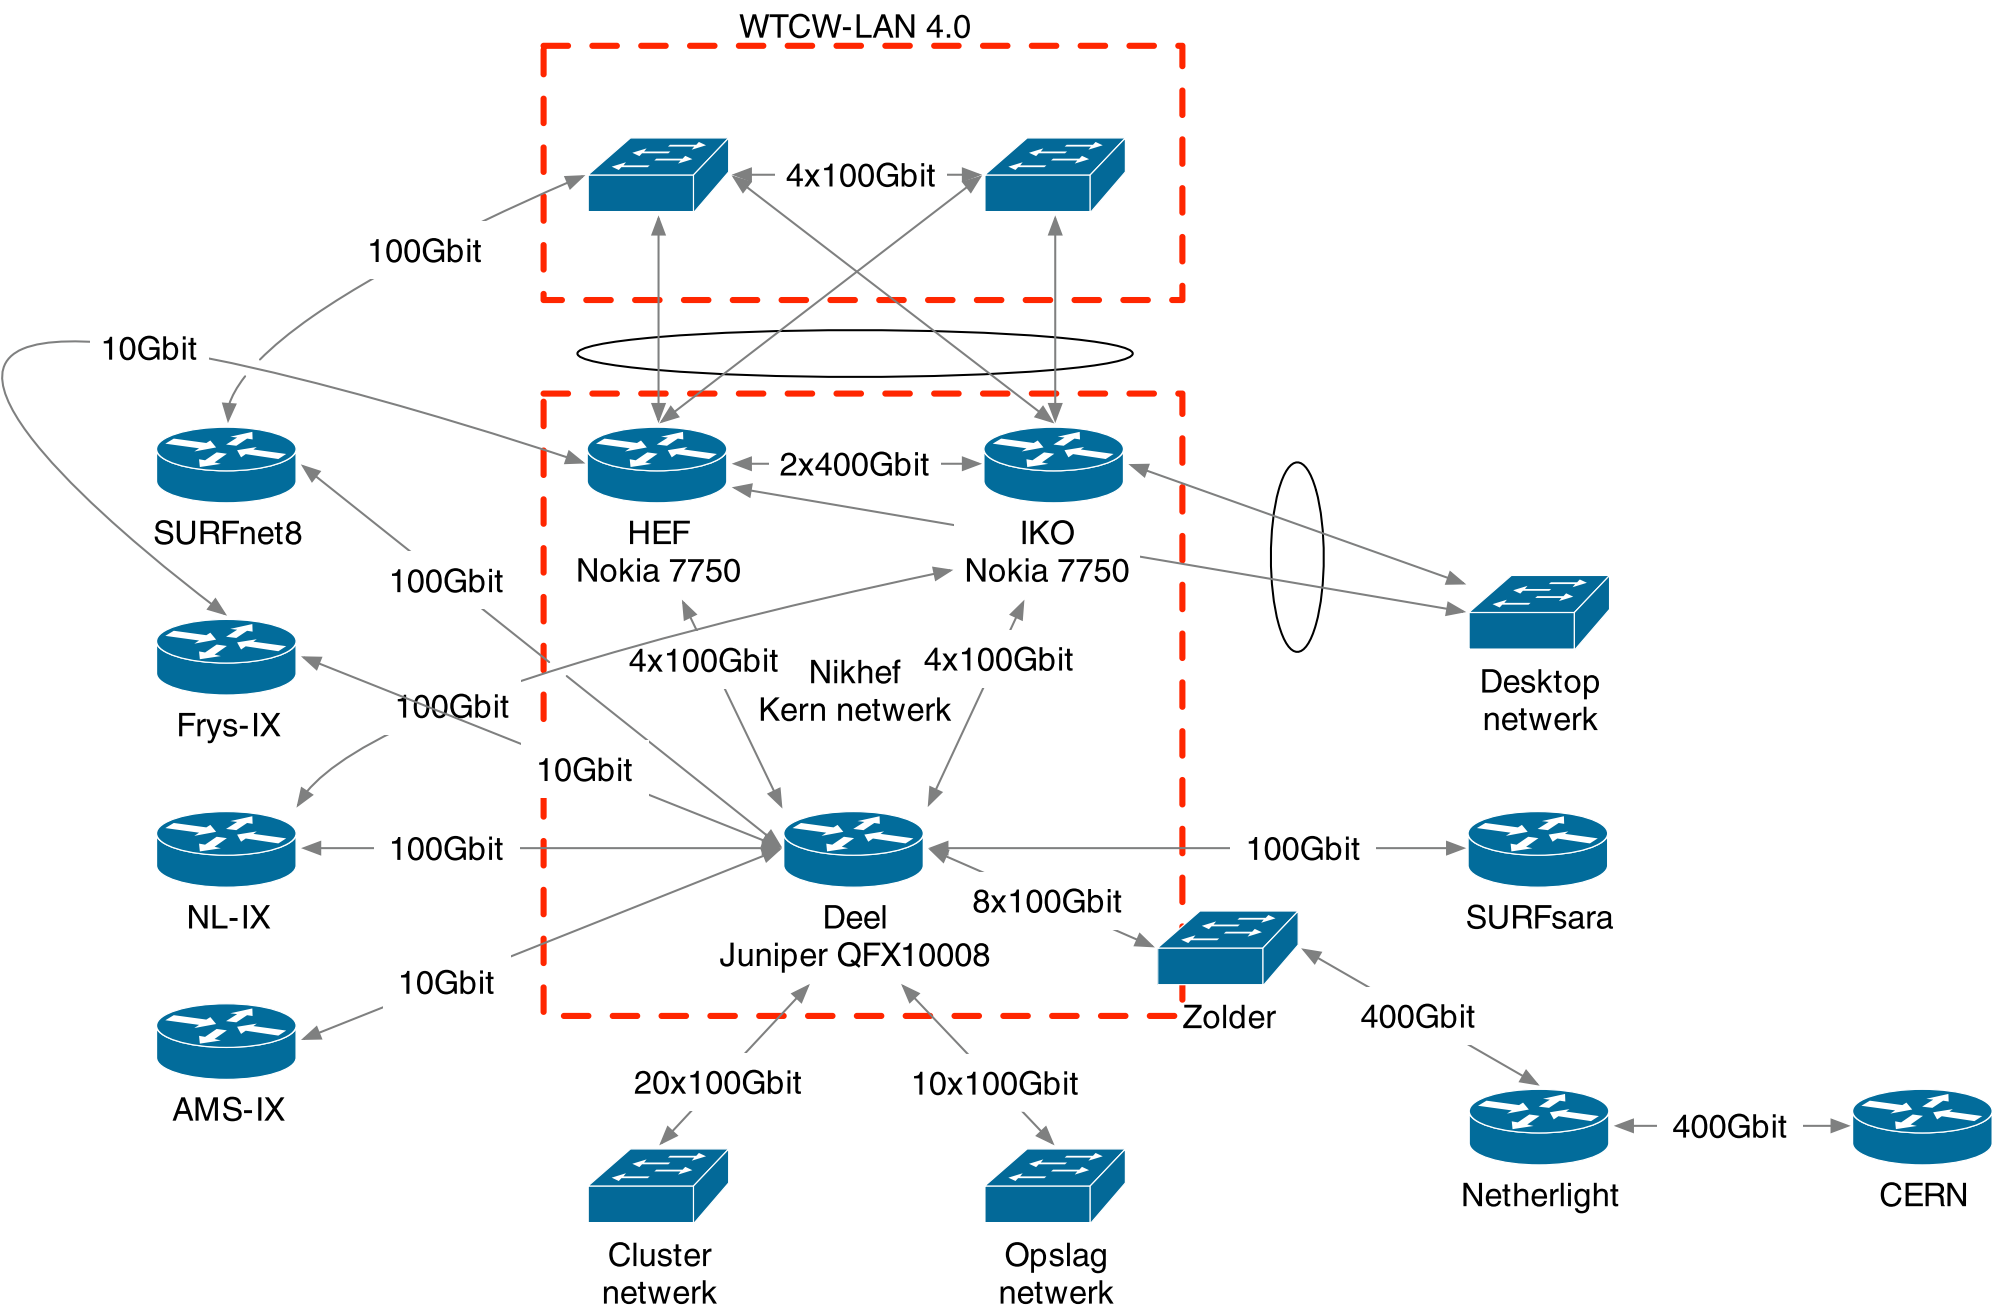 WTCW-LAN 4.0
4x100Gbit
100Gbit
10Gbit
2x400Gbit
SURFnet8
HEF
Nokia 7750
IKO
Nokia 7750
100Gbit
4x100Gbit
Nikhef
Kern netwerk
4x100Gbit
Desktop
netwerk
Frys-IX
100Gbit
10Gbit
100Gbit
100Gbit
NL-IX
Deel
Juniper QFX10008
8x100Gbit
SURFsara
10Gbit
Zolder
400Gbit
AMS-IX
20x100Gbit
10x100Gbit
400Gbit
Netherlight
CERN
Cluster
netwerk
Opslag
netwerk